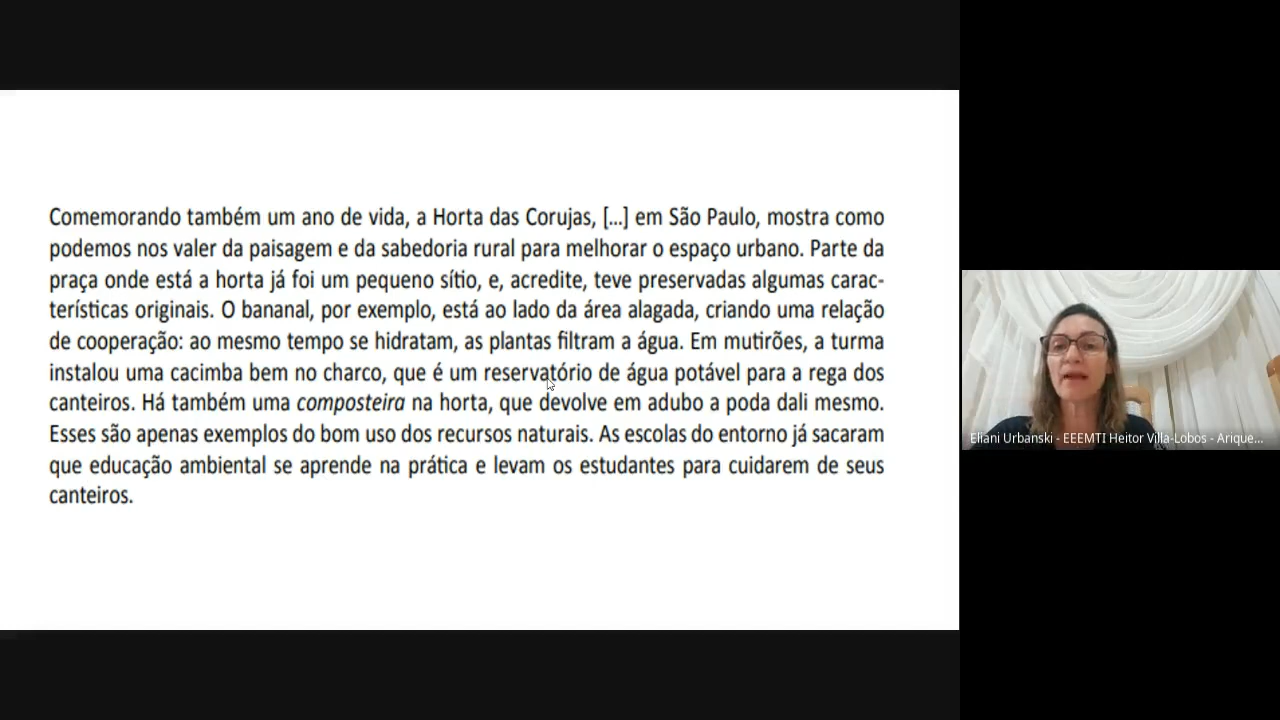 Comemorando também um ano de vida, a Horta das Corujas, [...] em São Paulo, mostra como
podemos nos valer da paisagem e da sabedoria rural para melhorar o espaço urbano. Parte da
praça onde está a horta já foi um pequeno sítio, e, acredite, teve preservadas algumas carac-
terísticas originais. O bananal, por exemplo, está ao lado da área alagada, criando uma relação
de cooperação: ao mesmo tempo se hidratam, as plantas filtram a água. Em mutirões, a turma
instalou uma cacimba bem no charco, que é um reservatório de água potável para a rega dos
canteiros. Há também uma composteira na horta, que devolve em adubo a poda dali mesmo.
Esses são apenas exemplos do bom uso dos recursos naturais. As escolas do entorno já sacaram
que educação ambiental se aprende na prática e levam os estudantes para cuidarem de seus
canteiros.
Eliani Urbanski - EEEMTI Heitor Villa-Lobos - Arique...